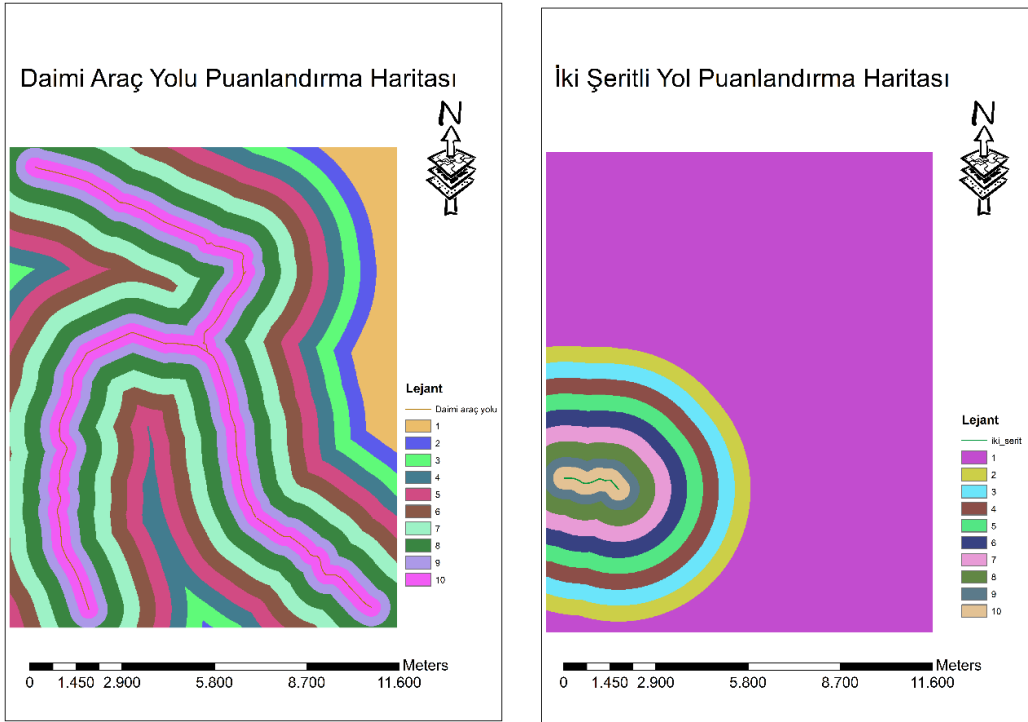 Daimi Araç Yolu Puanlandırma Haritası
N
Lejant
Daimi araç yolu
1
2
3
4
5
6
7
8
9
10
Meters
0 1.450 2.900 5.800 8.700 11.600
İki Şeritli Yol Puanlandırma Haritası
N
Lejant
iki_serit
1
2
3
4
5
6
7
8
9
10
Meters
0 1.450 2.900 5.800 8.700 11.600